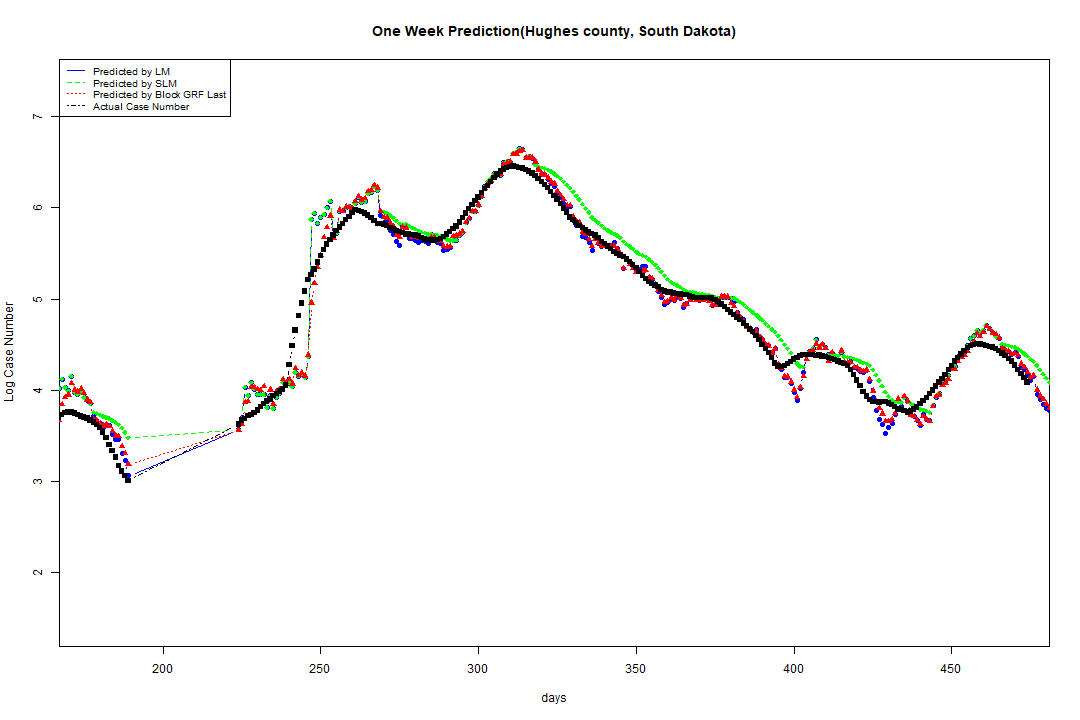 One Week Prediction(Hughes county, South Dakota)
Predicted by LM
Predicted by SLM
Predicted by Block GRF Last
Actual Case Number
7
6
5
4
3
2
Log Case Number
200 250 300 350 400 450
days